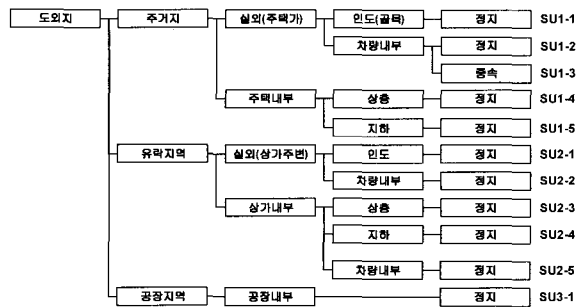 도외지 주거지 실외(주택가) 인도(골목) 정지 SU1-1
차량내부 정지 SU1-2
중속 SU1-3
주택내부 상층 정지 SU1-4
지하 정지 SU1-5
유락지역 실외(상가주변) 인도 정지 SU2-1
차량내부 정지 SU2-2
상가내부 상층 정지 SU2-3
지하 정지 SU2-4
차량내부 정지 SU2-5
공장지역 공장내부 정지 SU3-1